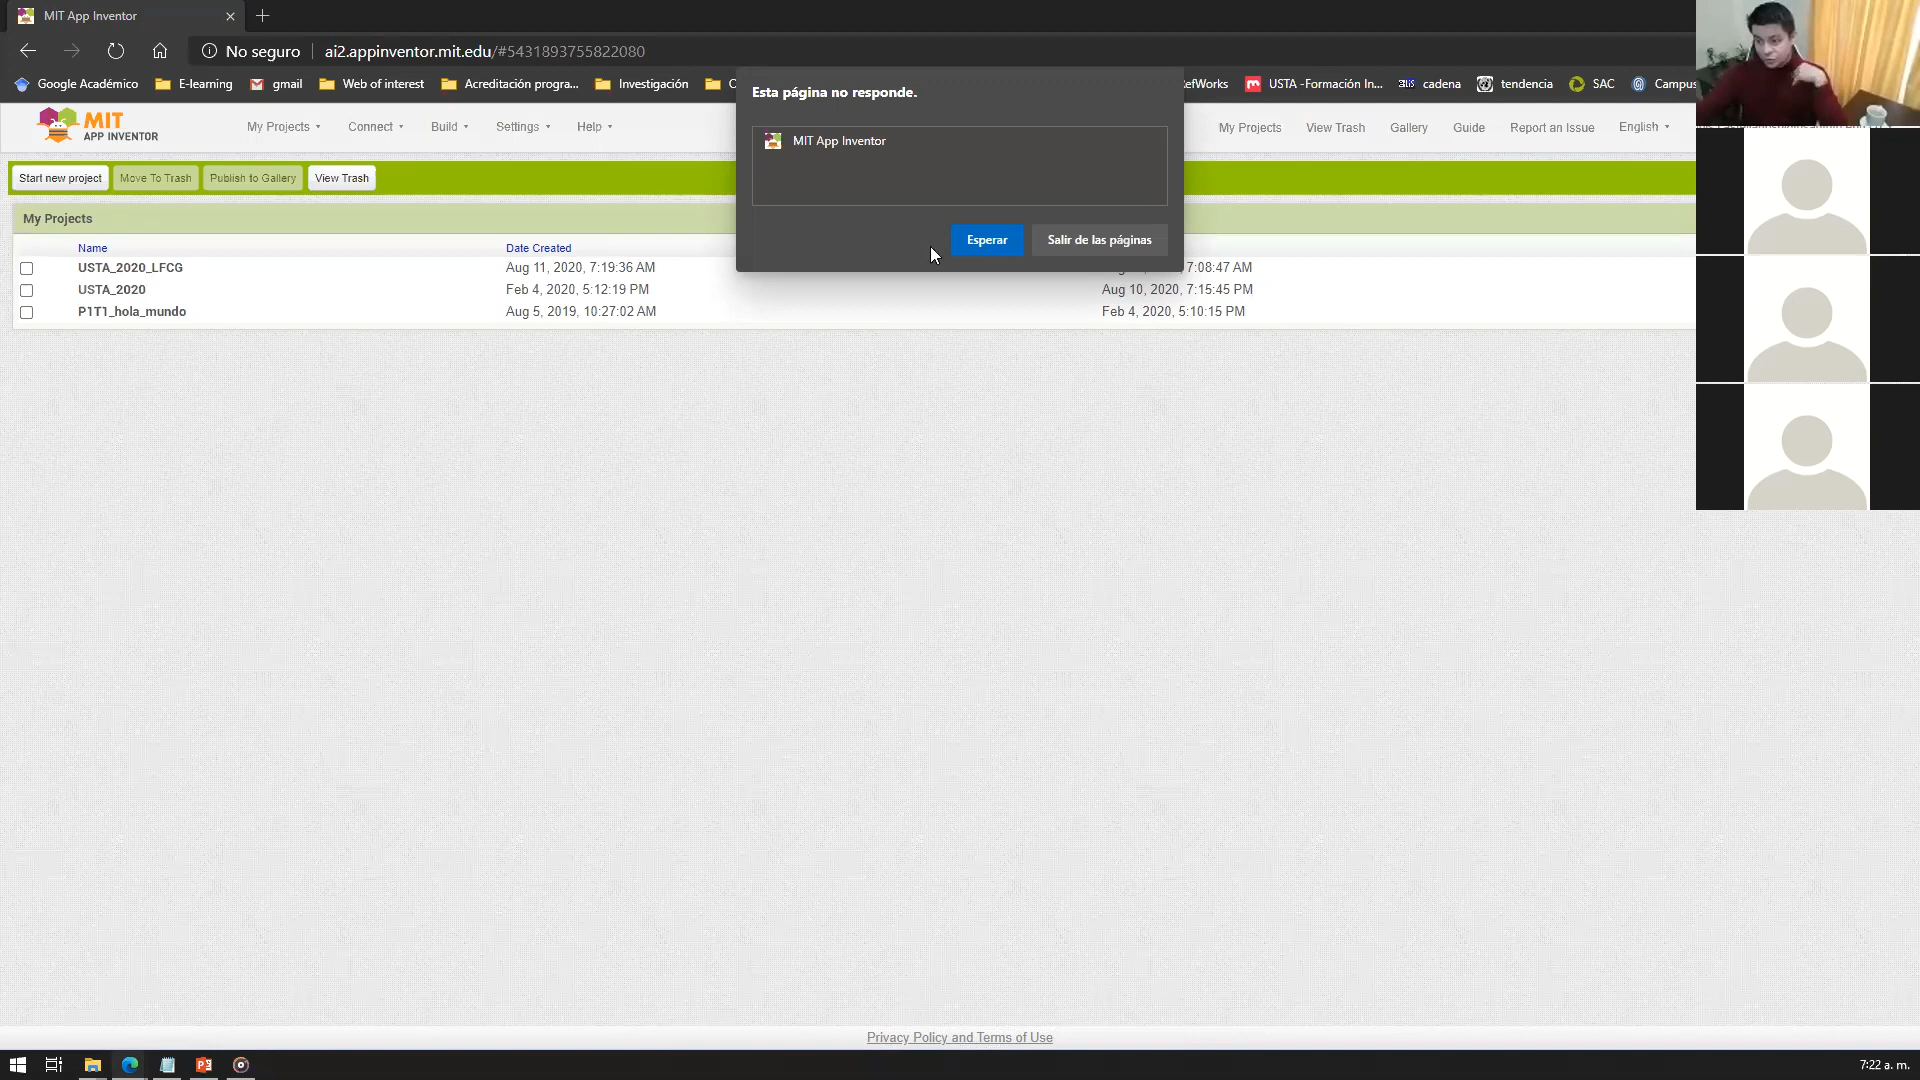 MIT App Inventor
No seguro
ai2.appinventor.mit.edu/#5431893755822080
Google Académico
E-learning
gmail
Web of interest
Acreditación progra...
Investigación
USTA -Formación In...
cadena
tendencia
SAC
Campus
Esta página no responde.
MIT App Inventor
Esperar
Salir de las páginas
MIT
APP INVENTOR
My Projects
Connect
Build
Settings
Help
My Projects
View Trash
Gallery
Guide
Report an Issue
English
Start new project
Move To Trash
Publish to Gallery
View Trash
My Projects
Name
Date Created
USTA_2020_LFCG
Aug 11, 2020, 7:19:36 AM
7:08:47 AM
USTA_2020
Feb 4, 2020, 5:12:19 PM
Aug 10, 2020, 7:15:45 PM
P1T1_hola_mundo
Aug 5, 2019, 10:27:02 AM
Feb 4, 2020, 5:10:15 PM
Privacy Policy and Terms of Use
7:22 a. m.